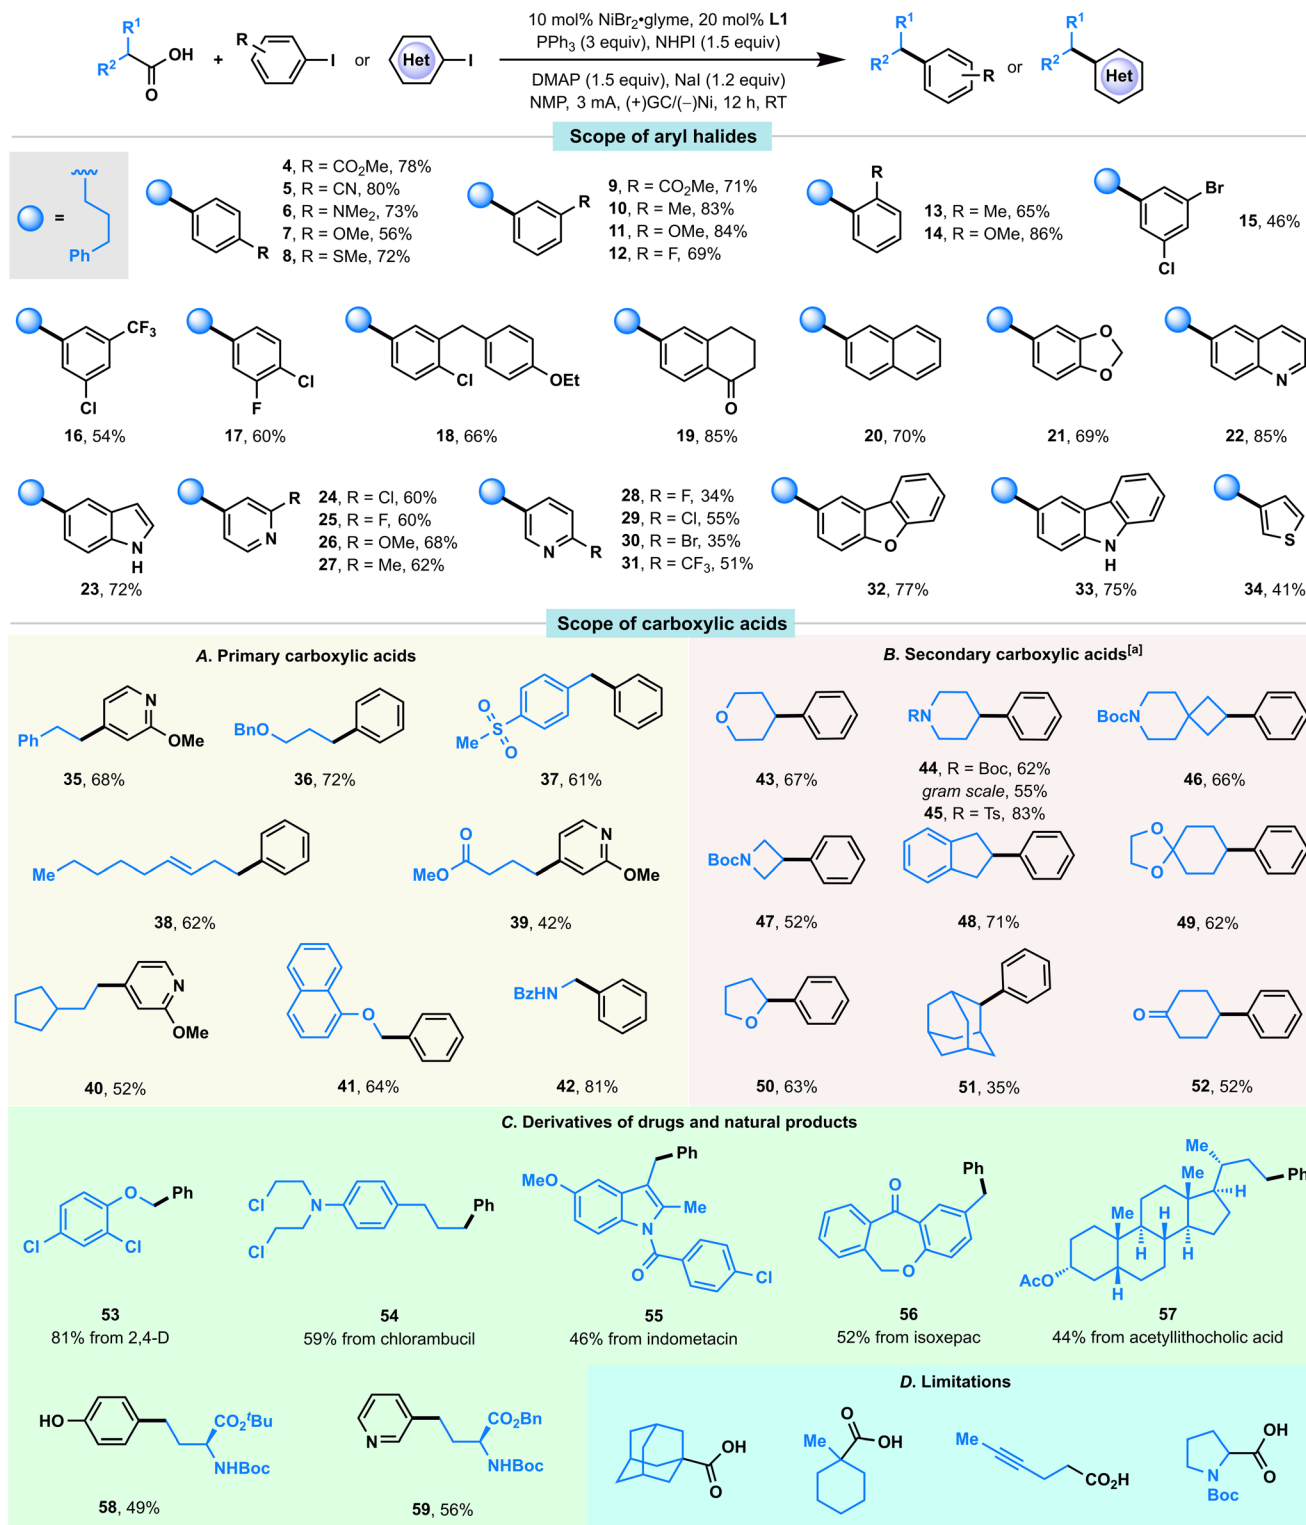 R¹
R²
OH
O
+
R
I
or
Het
I
10 mol% NiBr₂•glyme, 20 mol% L1
PPh₃ (3 equiv), NHPI (1.5 equiv)
DMAP (1.5 equiv), NaI (1.2 equiv)
NMP, 3 mA, (+)GC/(−)Ni, 12 h, RT
R¹
R²
R
or
R¹
R²
Het
Scope of aryl halides
=
Ph
R
4, R = CO₂Me, 78%
5, R = CN, 80%
6, R = NMe₂, 73%
7, R = OMe, 56%
8, R = SMe, 72%
R
9, R = CO₂Me, 71%
10, R = Me, 83%
11, R = OMe, 84%
12, R = F, 69%
R
13, R = Me, 65%
14, R = OMe, 86%
Br
Cl
15, 46%
CF₃
Cl
16, 54%
Cl
F
17, 60%
Cl
OEt
18, 66%
O
19, 85%
20, 70%
O
O
21, 69%
N
22, 85%
N
H
23, 72%
R
N
24, R = Cl, 60%
25, R = F, 60%
26, R = OMe, 68%
27, R = Me, 62%
N
R
28, R = F, 34%
29, R = Cl, 55%
30, R = Br, 35%
31, R = CF₃, 51%
O
32, 77%
N
H
33, 75%
S
34, 41%
Scope of carboxylic acids
A. Primary carboxylic acids
Ph
N
OMe
35, 68%
BnO
36, 72%
O
S
Me
O
37, 61%
Me
38, 62%
O
MeO
N
OMe
39, 42%
N
OMe
40, 52%
O
41, 64%
BzHN
42, 81%
B. Secondary carboxylic acids[a]
O
43, 67%
RN
44, R = Boc, 62%
gram scale, 55%
45, R = Ts, 83%
BocN
46, 66%
BocN
47, 52%
48, 71%
O
O
49, 62%
O
50, 63%
51, 35%
O
52, 52%
C. Derivatives of drugs and natural products
O
Ph
Cl
Cl
53
81% from 2,4-D
Cl
N
Cl
Ph
54
59% from chlorambucil
Ph
MeO
Me
N
O
Cl
55
46% from indometacin
Ph
O
O
56
52% from isoxepac
Me
Me
Ph
H
Me
H
H
H
AcO
H
57
44% from acetyllithocholic acid
HO
CO₂ᵗBu
NHBoc
58, 49%
N
CO₂Bn
NHBoc
59, 56%
D. Limitations
OH
O
O
Me
OH
Me
CO₂H
OH
O
N
Boc